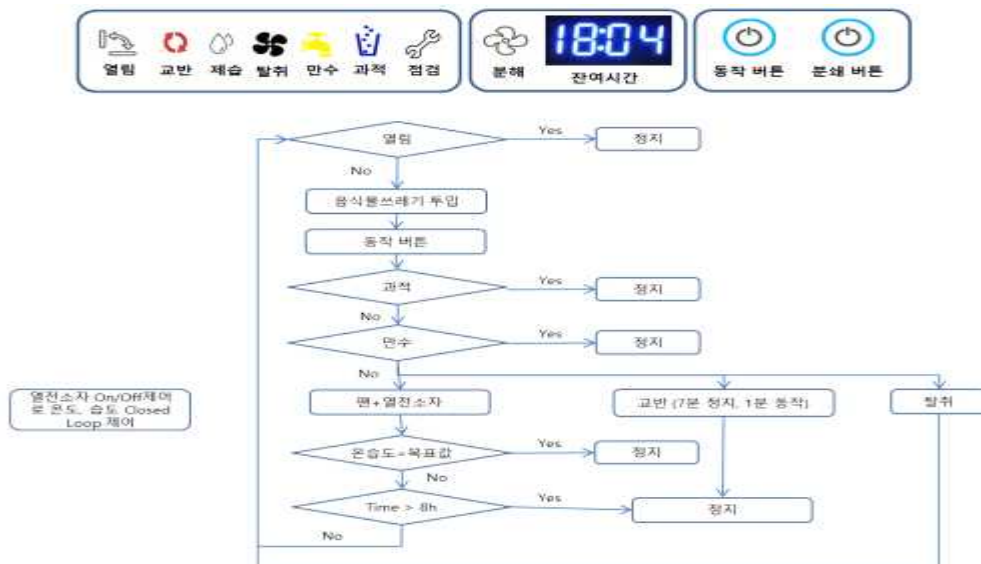 열림 교반 제습 탈취 만수 과적 점검
분해
18:04
잔여시간
동작 버튼 분쇄 버튼
열림
Yes
정지
No
음식물쓰레기 투입
동작 버튼
과적
Yes
정지
No
만수
Yes
정지
No
열전소자 On/Off제어
로 온도, 습도 Closed
Loop 제어
팬+열전소자
교반 (7분 정지, 1분 동작)
탈취
온습도=목표값
Yes
정지
No
Time > 8h
Yes
정지
No